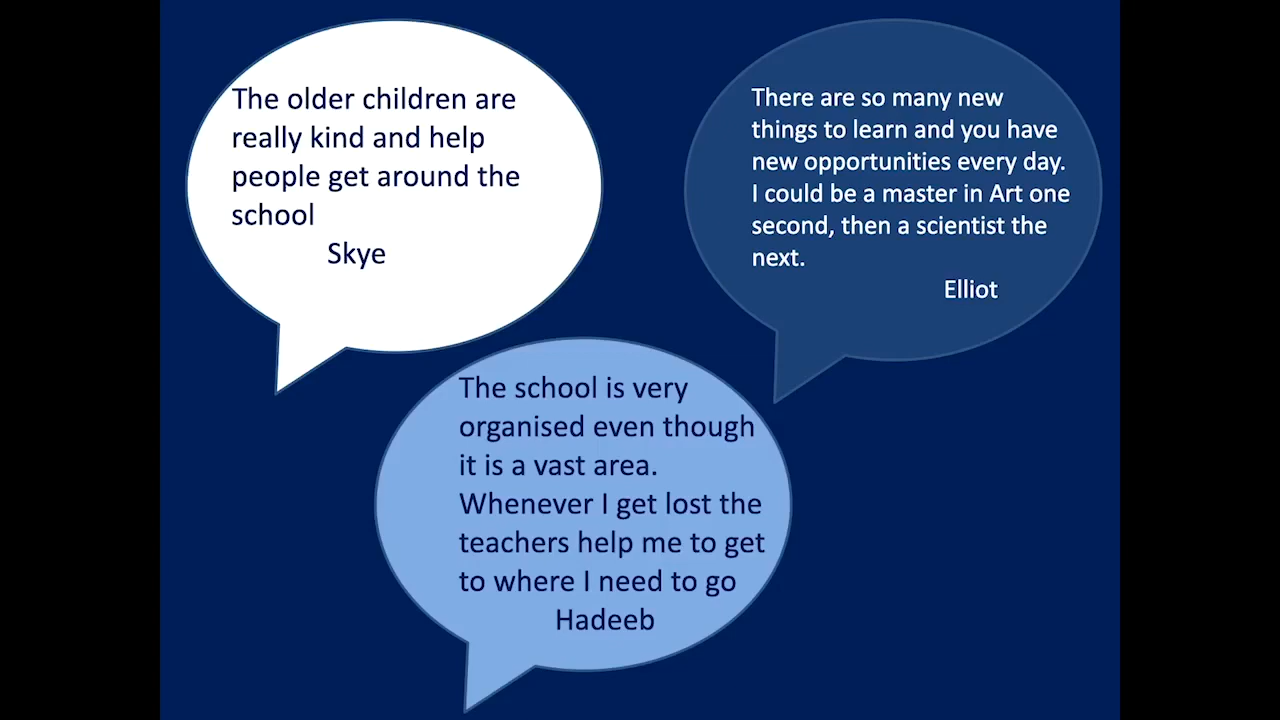 The older children are
really kind and help
people get around the
school
Skye
There are so many new
things to learn and you have
new opportunities every day.
I could be a master in Art one
second, then a scientist the
next.
Elliot
The school is very
organised even though
it is a vast area.
Whenever I get lost the
teachers help me to get
to where I need to go
Hadeeb